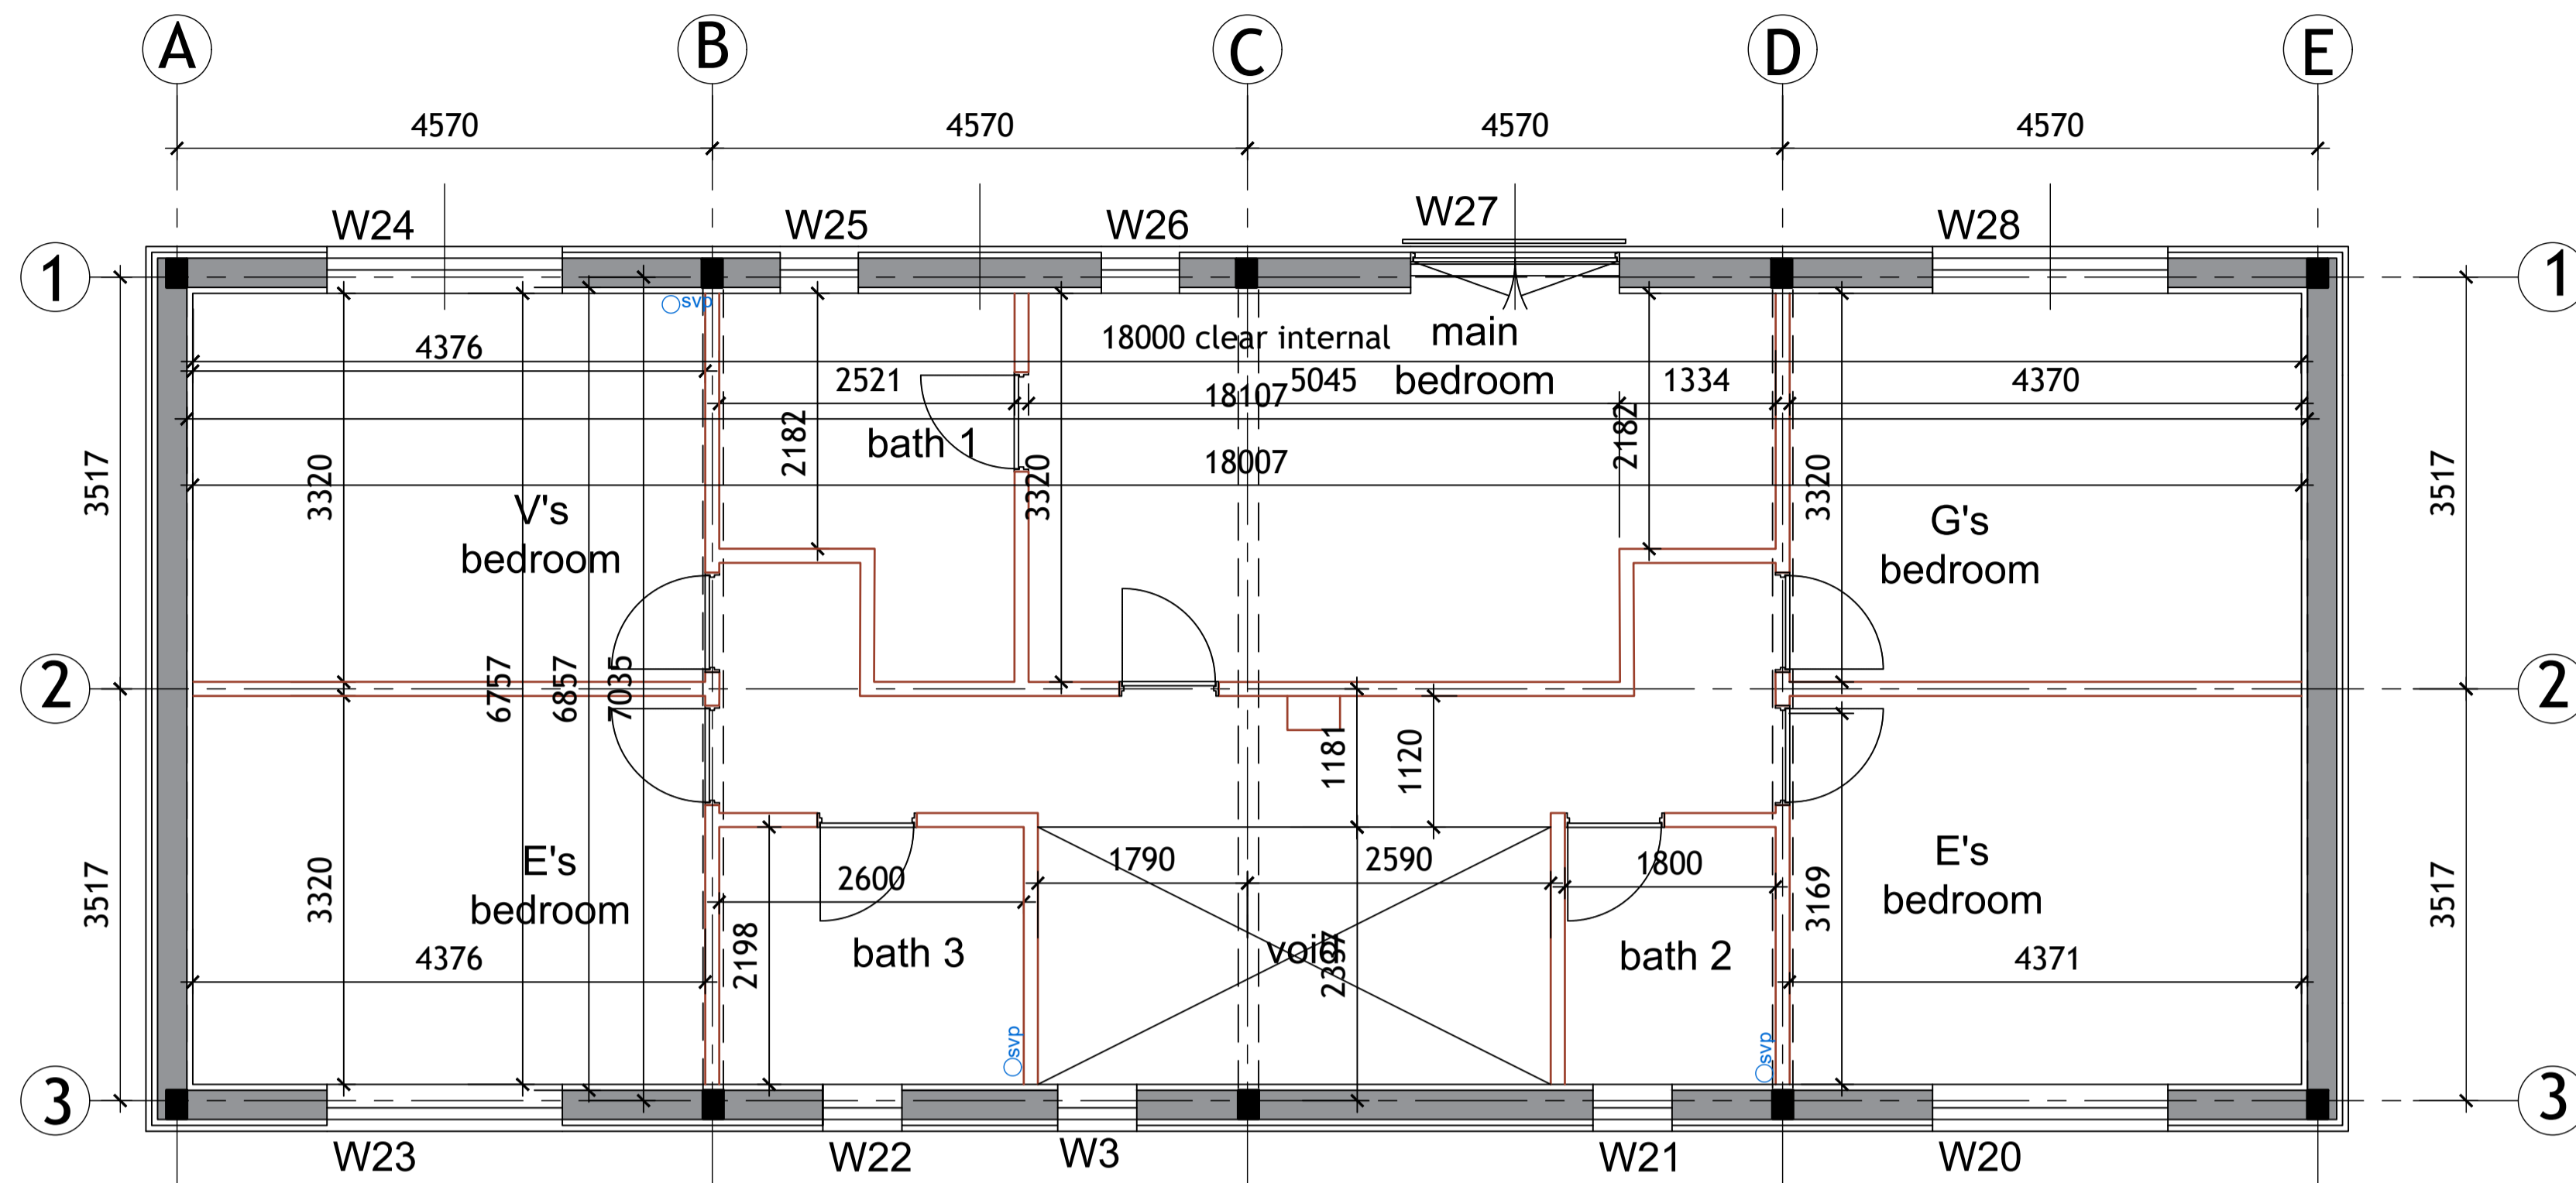 A B C D E
4570 4570 4570 4570
W24 W25 W26 W27 W28
1 1
svp
18000 clear internal
main
bedroom
4376 2521 5045 1334 4370
18107
2182 bath 1 2182
18007
3517 3320 3320 3320 3517
V's
bedroom
G's
bedroom
2 2
6757 6857 7035
1181 1120
3517 3320 3169 3517
E's
bedroom
1790 2590 1800
2600
E's
bedroom
4376 2198 bath 3 void 2397 bath 2 4371
svp svp
3 3
W23 W22 W3 W21 W20